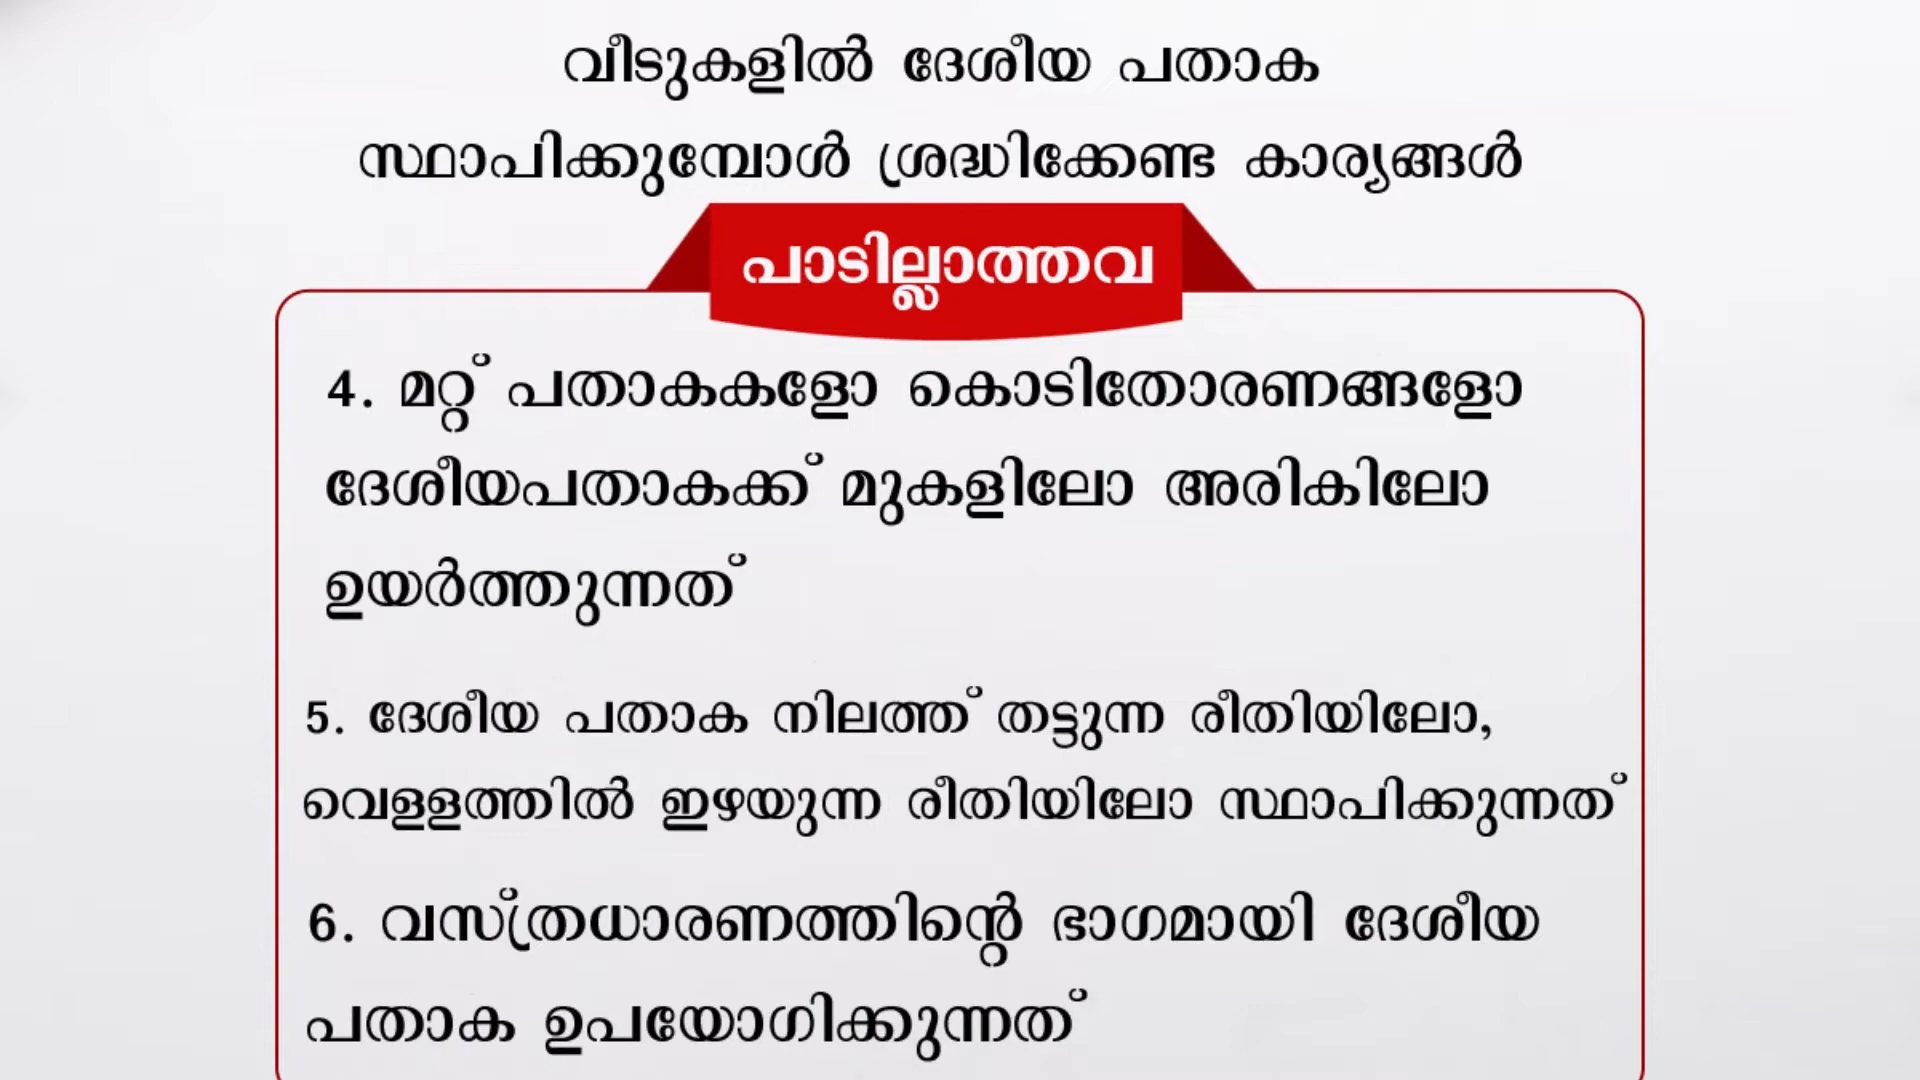 വീടുകളിൽ ദേശീയ പതാക
സ്ഥാപിക്കുമ്പോൾ ശ്രദ്ധിക്കേണ്ട കാര്യങ്ങൾ
പാടില്ലാത്തവ
4. മറ്റ് പതാകകളോ കൊടിതോരണങ്ങളോ
ദേശീയപതാകക്ക് മുകളിലോ അരികിലോ
ഉയർത്തുന്നത്
5. ദേശീയ പതാക നിലത്ത് തട്ടുന്ന രീതിയിലോ,
വെളളത്തിൽ ഇഴയുന്ന രീതിയിലോ സ്ഥാപിക്കുന്നത്
6. വസ്ത്രധാരണത്തിന്റെ ഭാഗമായി ദേശീയ
പതാക ഉപയോഗിക്കുന്നത്